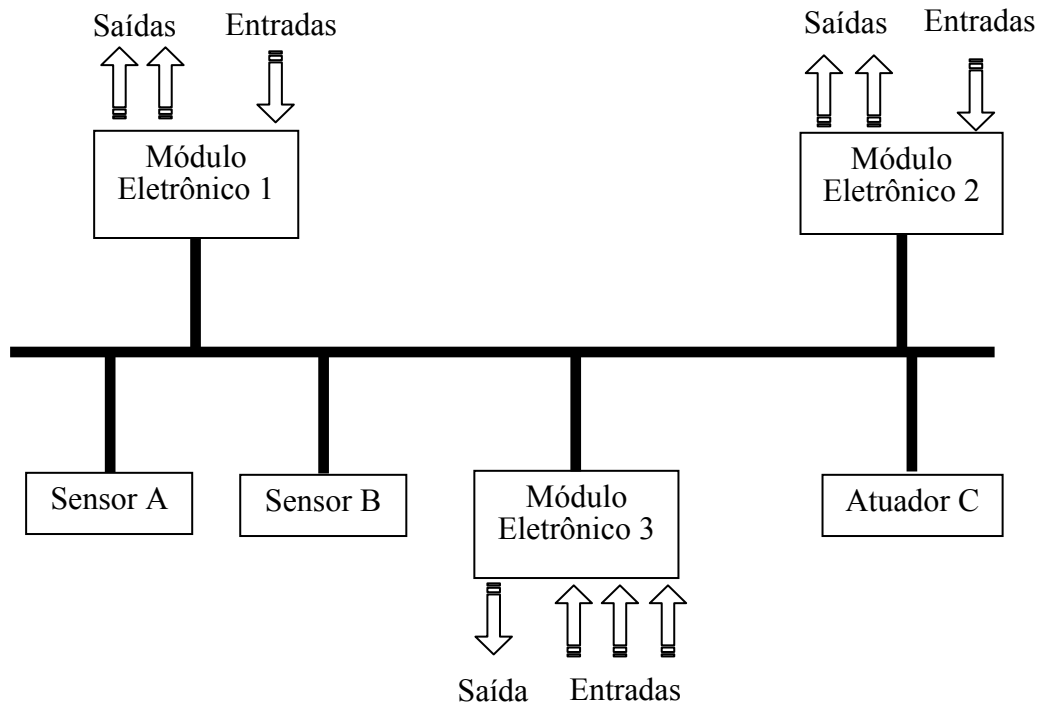 Saídas
Entradas
Saídas
Entradas
Módulo
Eletrônico 1
Módulo
Eletrônico 2
Sensor A
Sensor B
Módulo
Eletrônico 3
Atuador C
Saída
Entradas